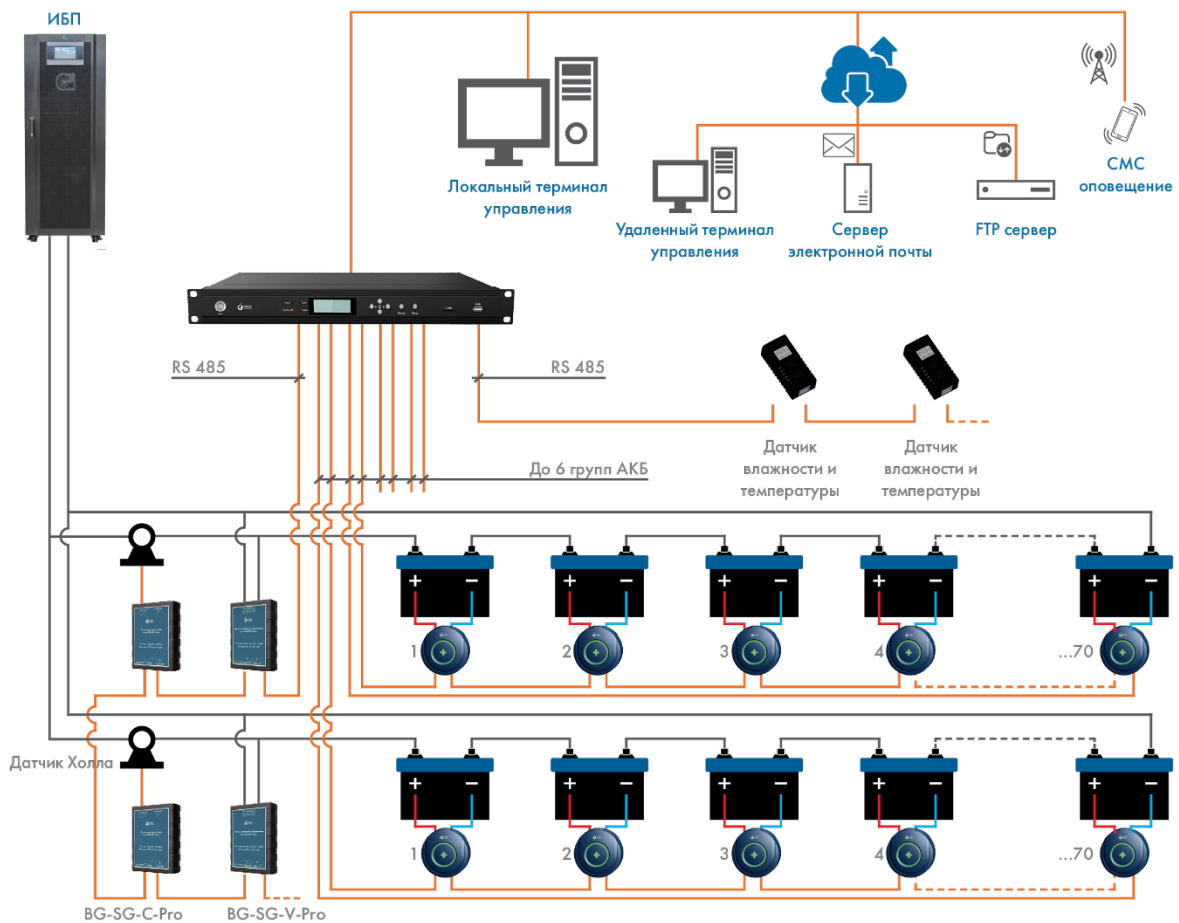 ИБП
Локальный терминал
управления
Удаленный терминал
управления
Сервер
электронной почты
FTP сервер
СМС
оповещение
RS 485
RS 485
До 6 групп АКБ
Датчик
влажности и
температуры
Датчик
влажности и
температуры
+ −
+ −
+ −
+ −
+ −
1
2
3
4
...70
Датчик Холла
+ −
+ −
+ −
+ −
+ −
1
2
3
4
...70
BG-SG-C-Pro
BG-SG-V-Pro